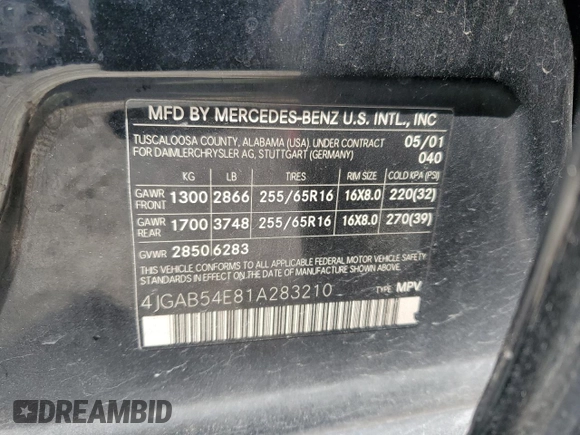 MFD BY MERCEDES-BENZ U.S. INTL., INC
TUSCALOOSA COUNTY, ALABAMA (USA), UNDER CONTRACT 05/01
FOR DAIMLERCHRYSLER AG, STUTTGART (GERMANY) 040
KG LB TIRES RIM SIZE COLD KPA (PSI)
GAWR FRONT 1300 2866 255/65R16 16X8.0 220(32)
GAWR REAR 1700 3748 255/65R16 16X8.0 270(39)
GVWR 2850 6283
THIS VEHICLE CONFORMS TO ALL APPLICABLE FEDERAL MOTOR VEHICLE
SAFETY STANDARDS IN EFFECT ON THE DATE OF MANUFACTURE SHOWN ABOVE.
4JGAB54E81A283210 TYPE MPV
DREAMBID